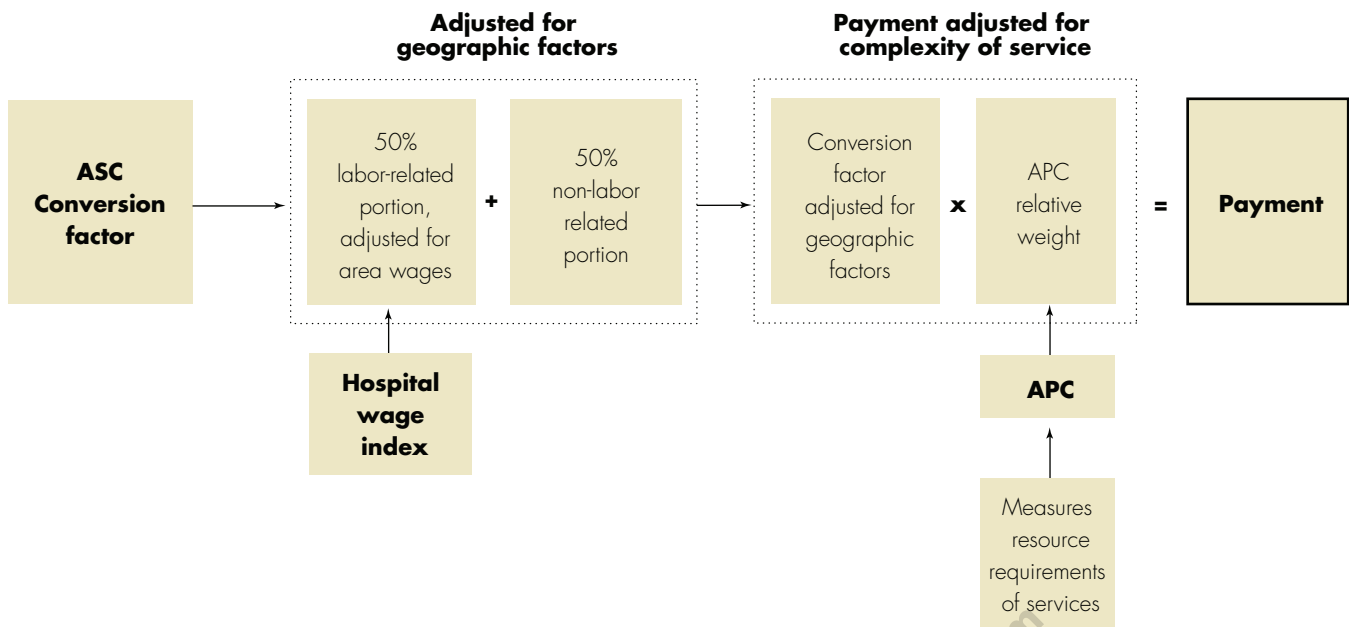 Adjusted for
geographic factors
Payment adjusted for
complexity of service
ASC
Conversion
factor
50%
labor-related
portion,
adjusted for
area wages
+
50%
non-labor
related
portion
Conversion
factor
adjusted for
geographic
factors
x
APC
relative
weight
=
Payment
Hospital
wage
index
APC
Measures
resource
requirements
of services